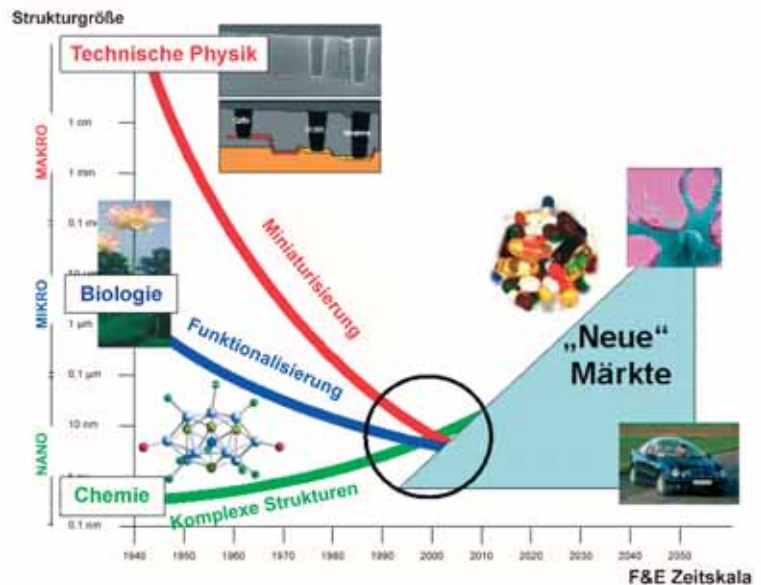 Strukturgröße
Technische Physik
1 cm
MAKRO
1 mm
0.1 m
Miniaturisierung
Biologie
MIKRO
1 µm
Funktionalisierung
„Neue“
Märkte
0.1 µm
10 nm
NANO
Chemie
Komplexe Strukturen
0.1 nm
1940
1950
1960
1970
1980
1990
2000
2010
2020
2030
2040
2050
F&E Zeitskala